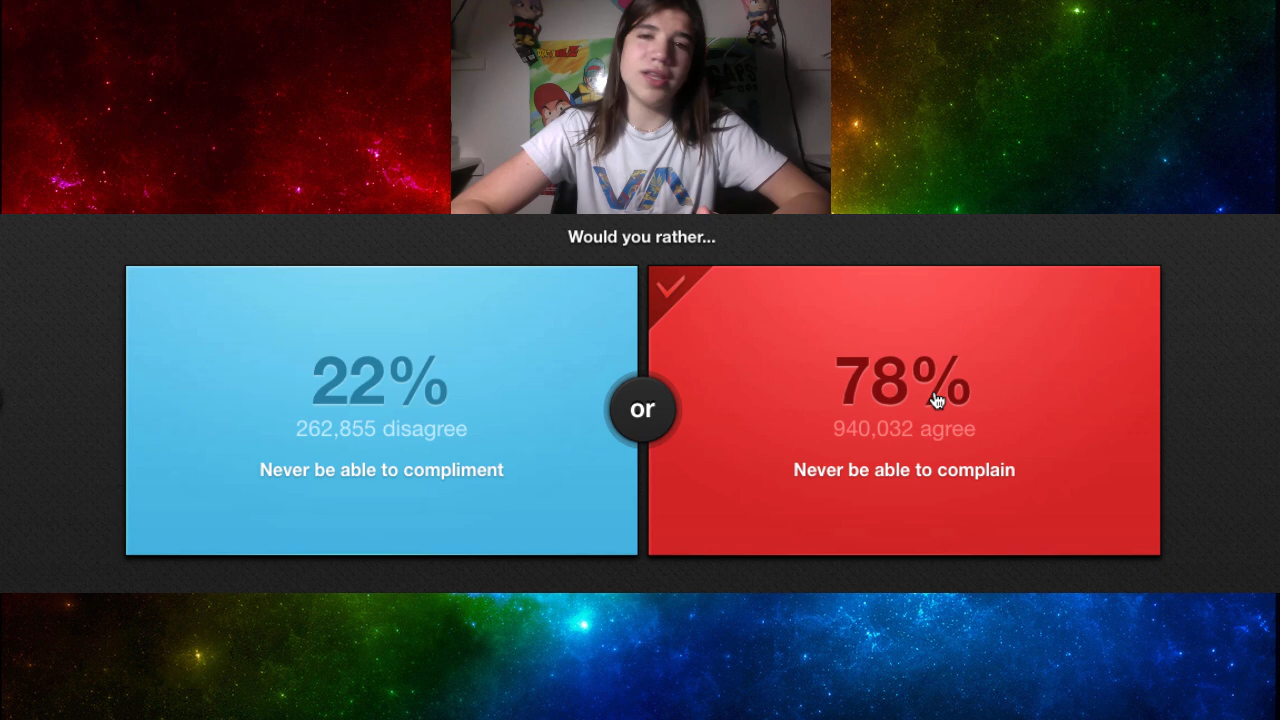 Would you rather...
22%
262,855 disagree
Never be able to compliment
or
78%
940,032 agree
Never be able to complain